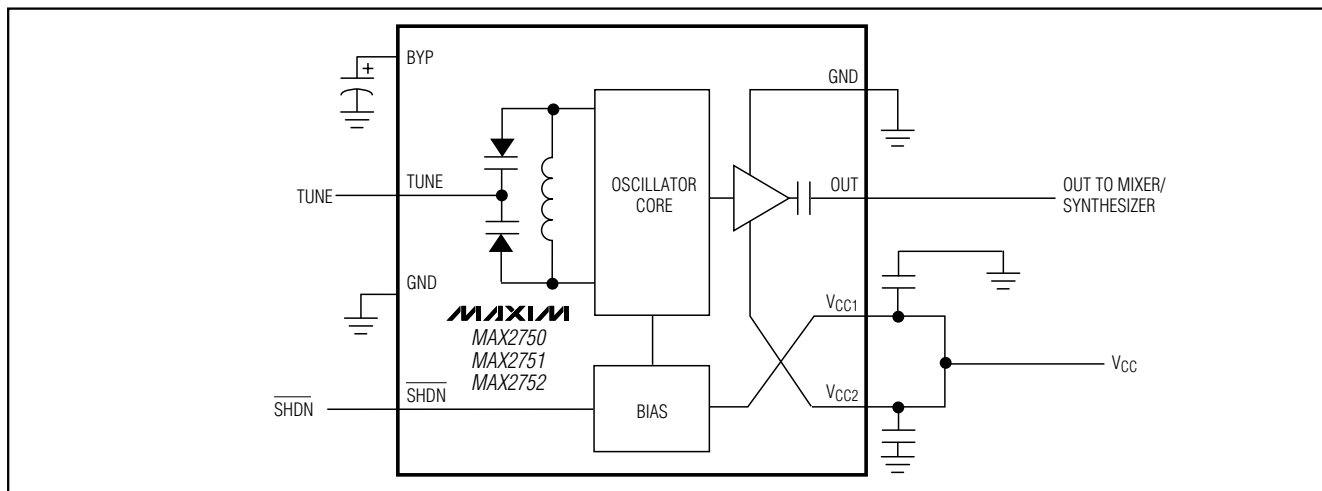 BYP
+
GND
TUNE
TUNE
OSCILLATOR
CORE
OUT
OUT TO MIXER/
SYNTHESIZER
GND
MAXIM
MAX2750
MAX2751
MAX2752
VCC1
VCC
SHDN
SHDN
BIAS
VCC2